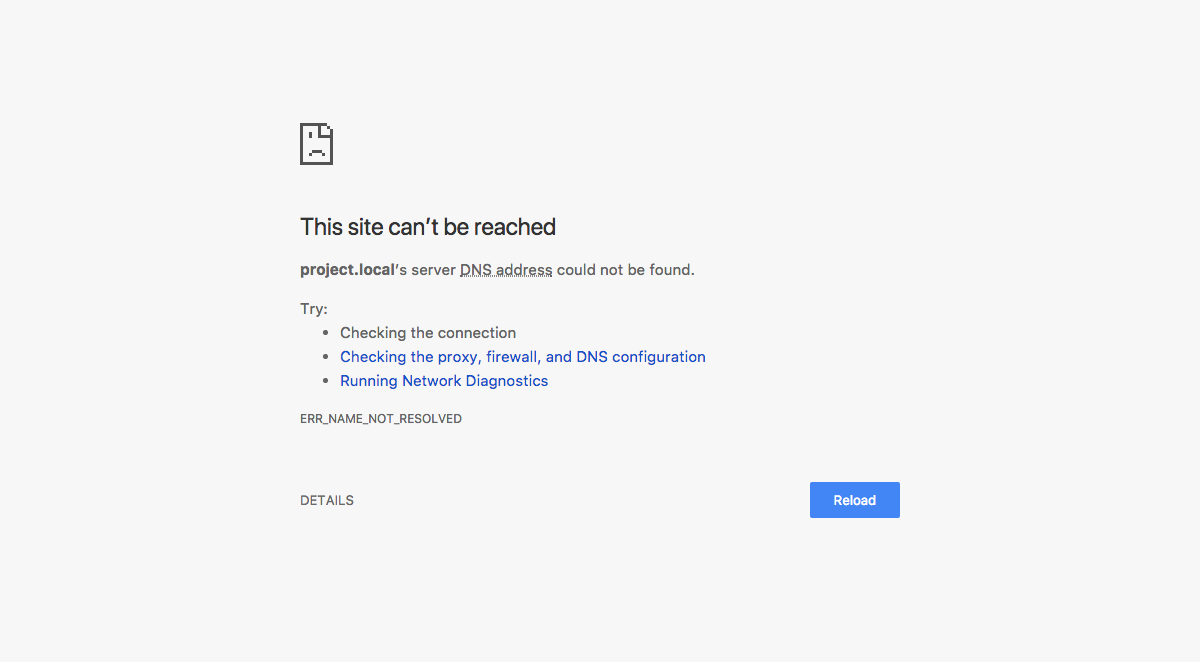 This site can’t be reached
project.local’s server DNS address could not be found.
Try:
• Checking the connection
• Checking the proxy, firewall, and DNS configuration
• Running Network Diagnostics
ERR_NAME_NOT_RESOLVED
DETAILS
Reload